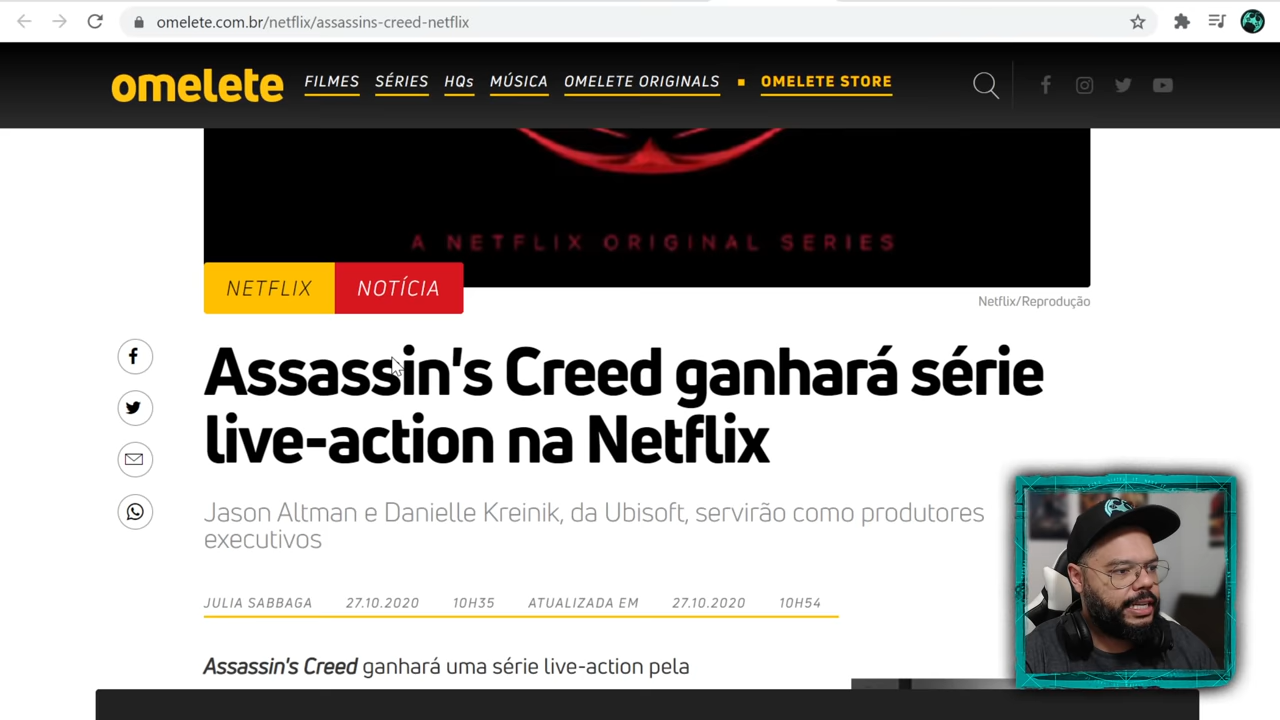 omelete.com.br/netflix/assassins-creed-netflix
omelete FILMES SÉRIES HQs MÚSICA OMELETE ORIGINALS OMELETE STORE
A NETFLIX ORIGINAL SERIES
NETFLIX NOTÍCIA
Netflix/Reprodução
Assassin's Creed ganhará série
live-action na Netflix
Jason Altman e Danielle Kreinik, da Ubisoft, servirão como produtores
executivos
JULIA SABBAGA 27.10.2020 10H35 ATUALIZADA EM 27.10.2020 10H54
Assassin's Creed ganhará uma série live-action pela